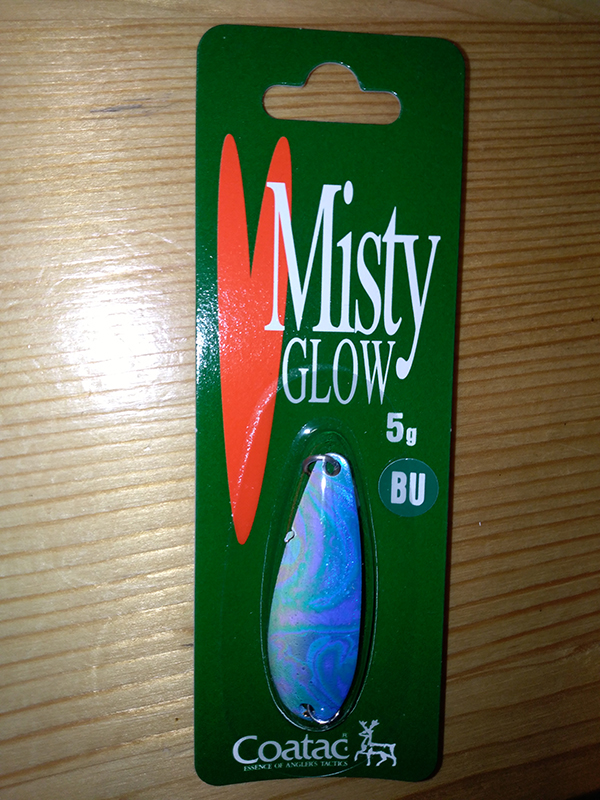 Misty
GLOW
5g
BU
Coatac®
ESSENCE OF ANGLER'S TACTICS